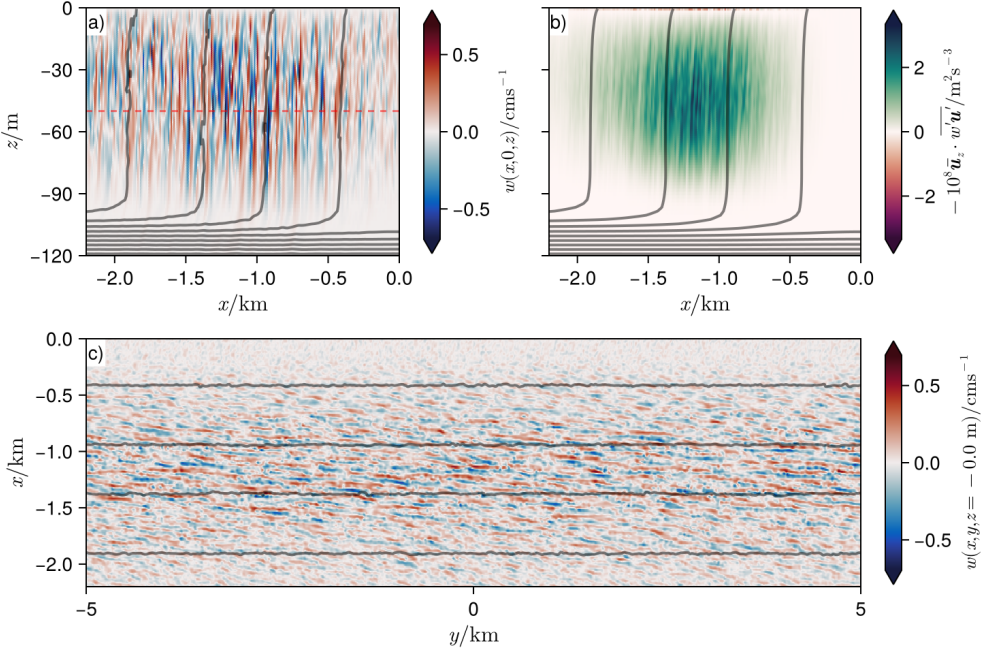 a)
0
−30
−60
−90
−120
z/m
−2.0 −1.5 −1.0 −0.5 0.0
x/km
0.5
0.0
−0.5
w(x,0,z)/cms⁻¹
b)
−2.0 −1.5 −1.0 −0.5 0.0
x/km
2
0
−2
−10⁸ū_z · \overline{w′u′}/m²s⁻³
c)
0.0
−0.5
−1.0
−1.5
−2.0
x/km
−5 0 5
y/km
0.5
0.0
−0.5
w(x,y,z = −0.0 m)/cms⁻¹